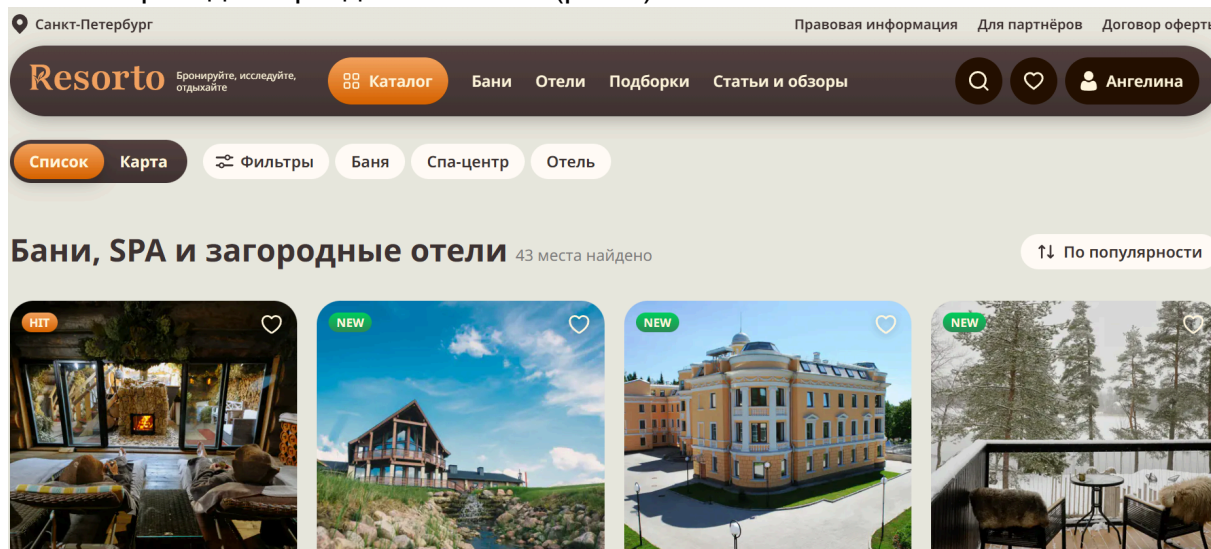 Санкт-Петербург
Правовая информация Для партнёров Договор оферты
Resorto
Бронируйте, исследуйте,
отдыхайте
Каталог Бани Отели Подборки Статьи и обзоры Ангелина
Список Карта Фильтры Баня Спа-центр Отель
Бани, SPA и загородные отели 43 места найдено
По популярности
HIT NEW NEW NEW